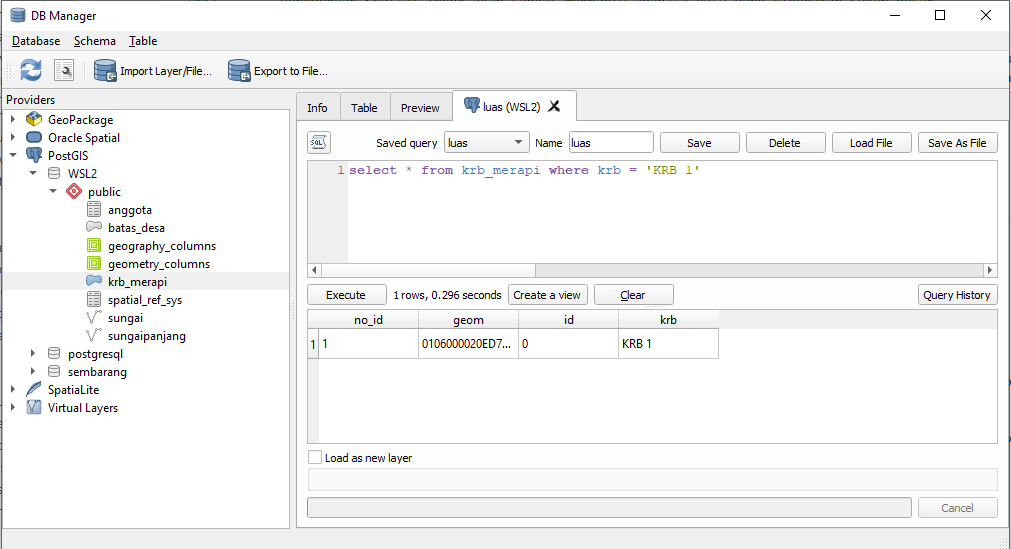 DB Manager
Database Schema Table
Import Layer/File... Export to File...
Providers
GeoPackage
Oracle Spatial
PostGIS
WSL2
public
anggota
batas_desa
geography_columns
geometry_columns
krb_merapi
spatial_ref_sys
sungai
sungaipanjang
postgresql
sembarang
SpatiaLite
Virtual Layers
Info Table Preview luas (WSL2)
SQL Saved query luas Name luas Save Delete Load File Save As File
1 select * from krb_merapi where krb = 'KRB 1'
Execute 1 rows, 0.296 seconds Create a view Clear Query History
no_id geom id krb
1 1 0106000020ED7... 0 KRB 1
Load as new layer
Cancel